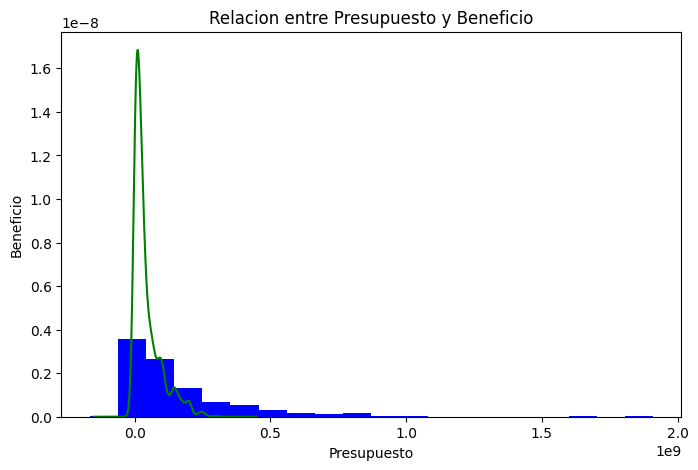 Relacion entre Presupuesto y Beneficio
1e−8
1.6
1.4
1.2
1.0
0.8
0.6
0.4
0.2
0.0
Beneficio
0.0 0.5 1.0 1.5 2.0
1e9
Presupuesto